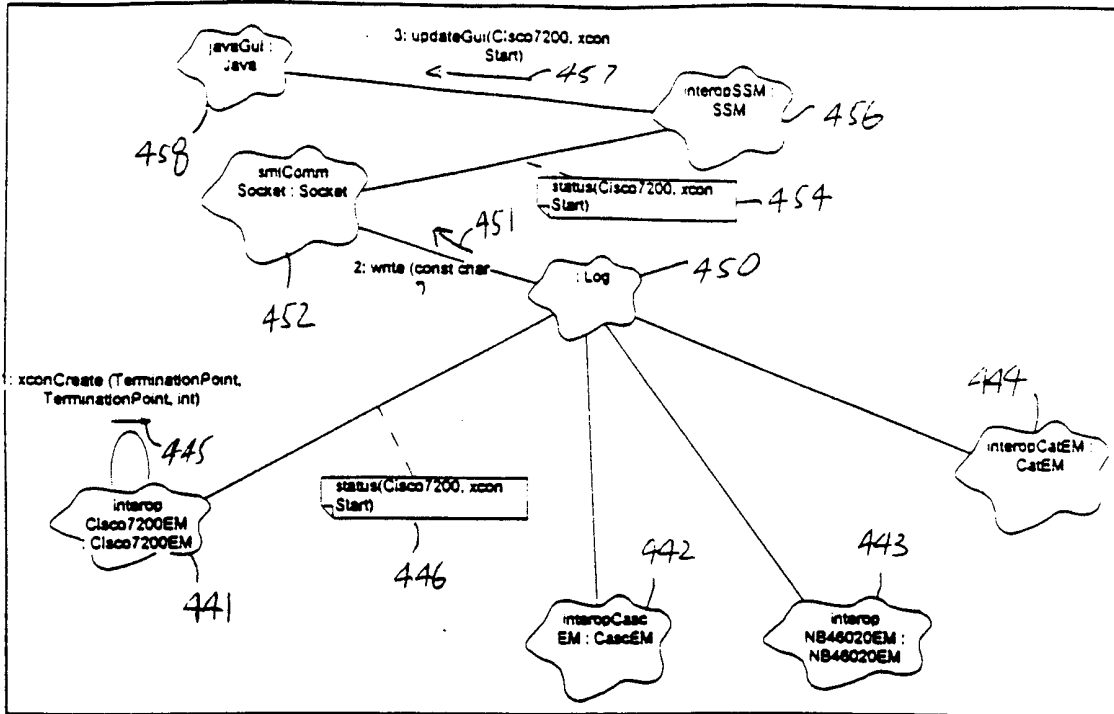 3: updateGui(Cisco7200, xcon
Start)
457
javaGui :
Java
458
interopSSM :
SSM
456
smiComm
Socket : Socket
452
status(Cisco7200, xcon
Start)
454
451
2: write (const char
: Log
450
1: xconCreate (TerminationPoint,
TerminationPoint, int)
445
444
interopCatEM :
CatEM
interop
Cisco7200EM
: Cisco7200EM
441
status(Cisco7200, xcon
Start)
446
442
interopCasc
EM : CascEM
443
interop
NB46020EM :
NB46020EM